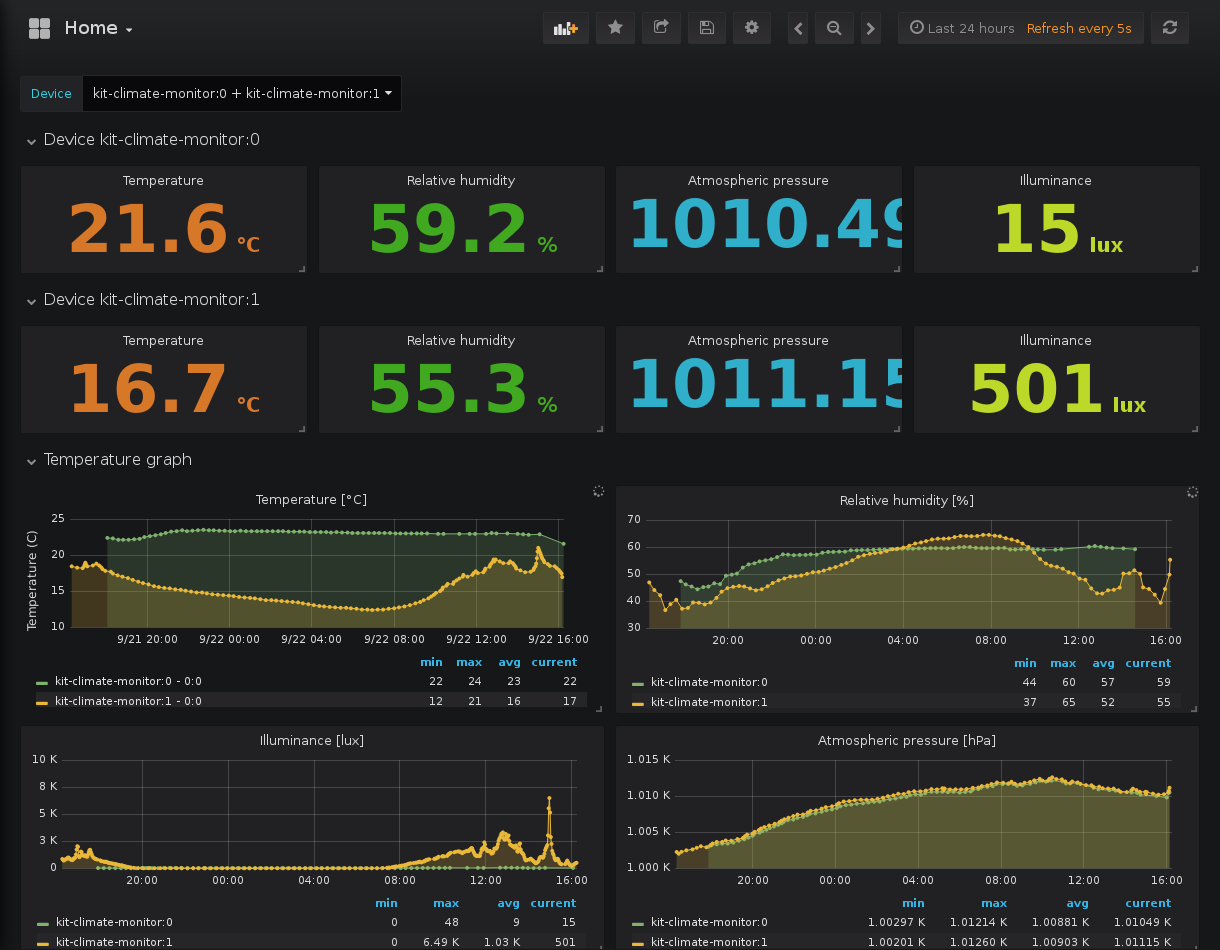 Home
Last 24 hours Refresh every 5s
Device kit-climate-monitor:0 + kit-climate-monitor:1
Device kit-climate-monitor:0
Temperature Relative humidity Atmospheric pressure Illuminance
21.6 °C 59.2 % 1010.49 15 lux
Device kit-climate-monitor:1
Temperature Relative humidity Atmospheric pressure Illuminance
16.7 °C 55.3 % 1011.15 501 lux
Temperature graph
Temperature [°C]
Temperature (C)
25
20
15
10
9/21 20:00 9/22 00:00 9/22 04:00 9/22 08:00 9/22 12:00 9/22 16:00
min max avg current
kit-climate-monitor:0 - 0:0 22 24 23 22
kit-climate-monitor:1 - 0:0 12 21 16 17
Relative humidity [%]
70
60
50
40
30
20:00 00:00 04:00 08:00 12:00 16:00
min max avg current
kit-climate-monitor:0 44 60 57 59
kit-climate-monitor:1 37 65 52 55
Illuminance [lux]
10 K
8 K
5 K
3 K
0
20:00 00:00 04:00 08:00 12:00 16:00
min max avg current
kit-climate-monitor:0 0 48 9 15
kit-climate-monitor:1 0 6.49 K 1.03 K 501
Atmospheric pressure [hPa]
1.015 K
1.010 K
1.005 K
1.000 K
20:00 00:00 04:00 08:00 12:00 16:00
min max avg current
kit-climate-monitor:0 1.00297 K 1.01214 K 1.00881 K 1.01049 K
kit-climate-monitor:1 1.00201 K 1.01260 K 1.00903 K 1.01115 K